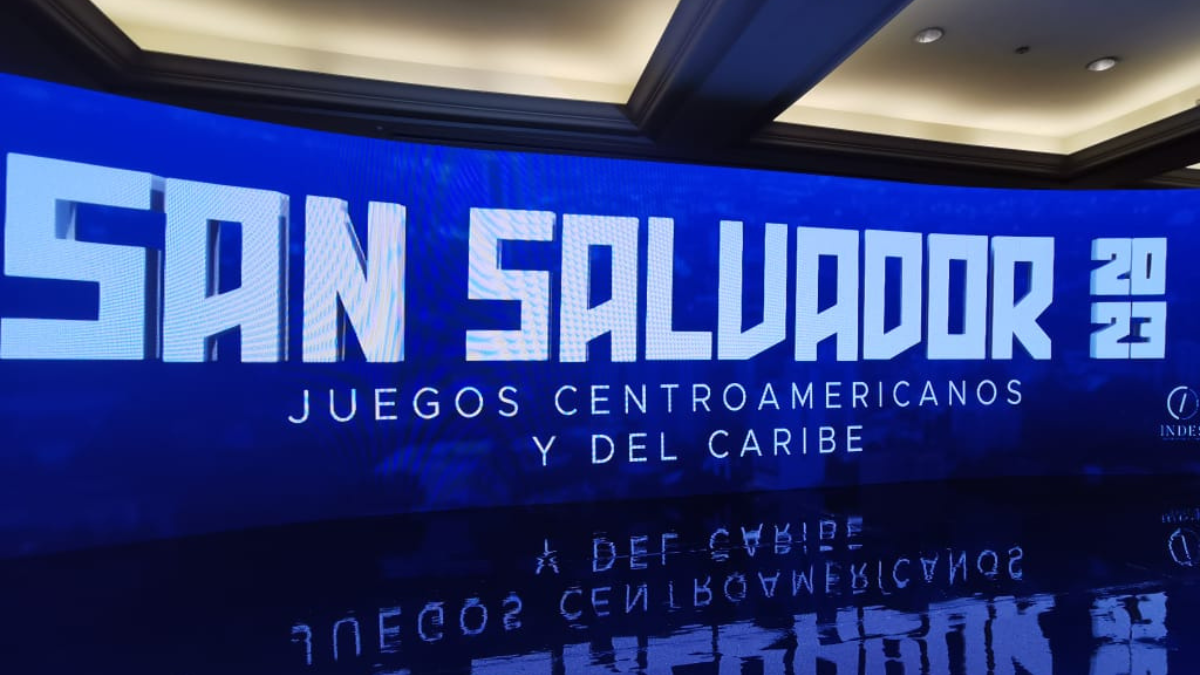 SAN SALVADOR 20
23
JUEGOS CENTROAMERICANOS
Y DEL CARIBE